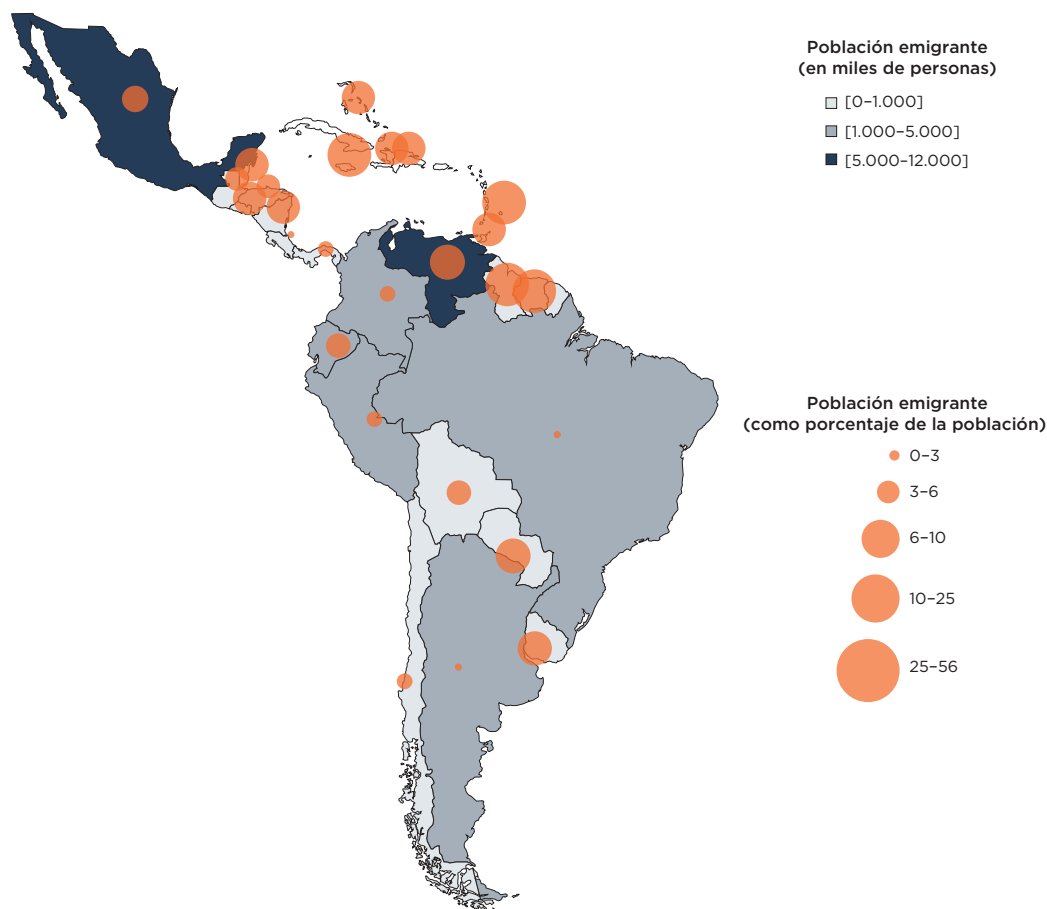 Población emigrante
(en miles de personas)
[0–1.000]
[1.000–5.000]
[5.000–12.000]
Población emigrante
(como porcentaje de la población)
0–3
3–6
6–10
10–25
25–56